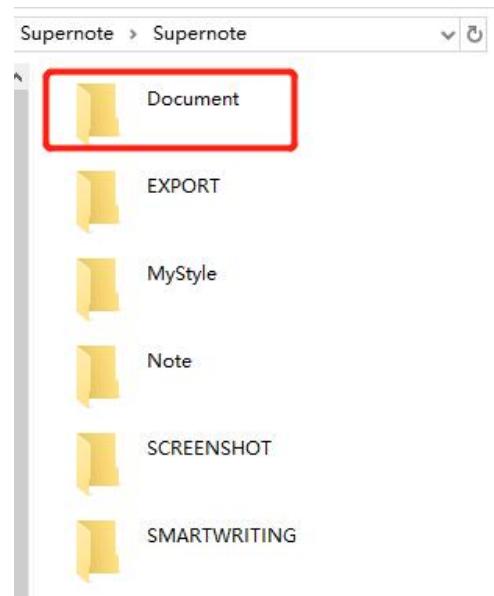 Supernote › Supernote
Document
EXPORT
MyStyle
Note
SCREENSHOT
SMARTWRITING